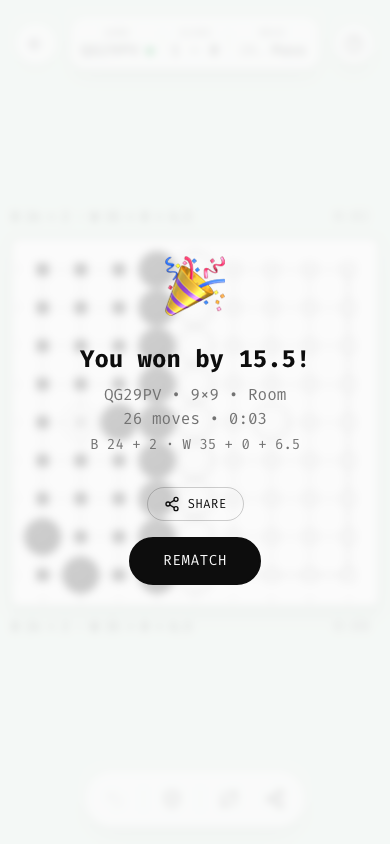 You won by 15.5!
QG29PV • 9×9 • Room
26 moves • 0:03
B 24 + 2 · W 35 + 0 + 6.5
SHARE
REMATCH